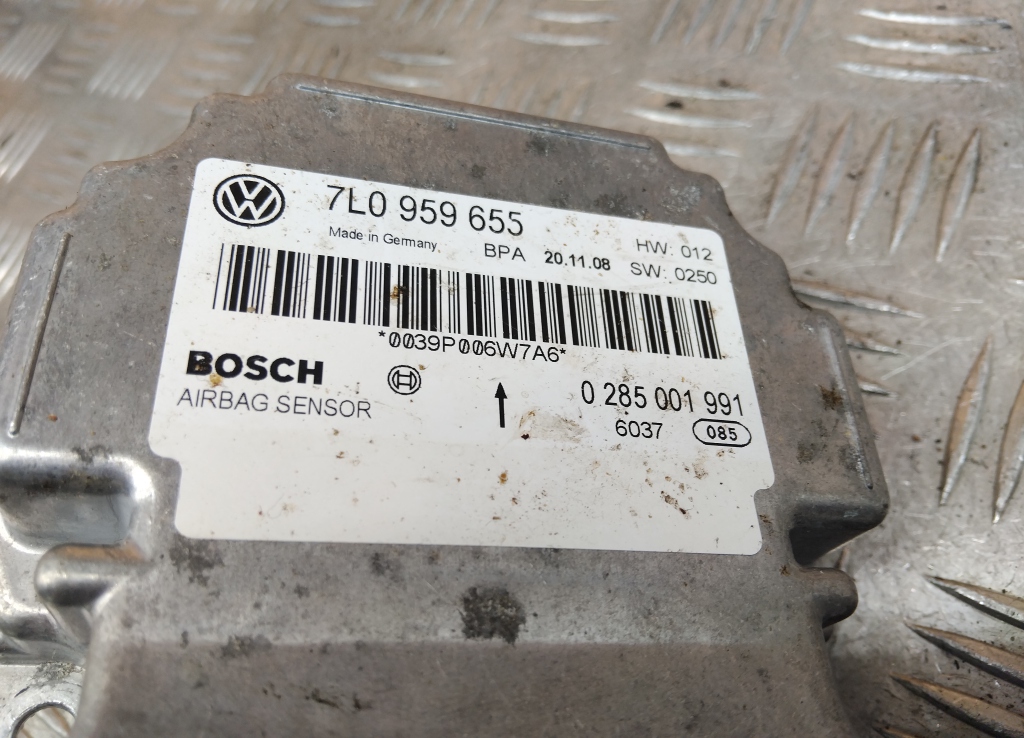 VW 7L0 959 655
Made in Germany BPA 20.11.08 HW: 012
SW: 0250
*0039P006W7A6*
BOSCH
AIRBAG SENSOR
0 285 001 991
6037 085